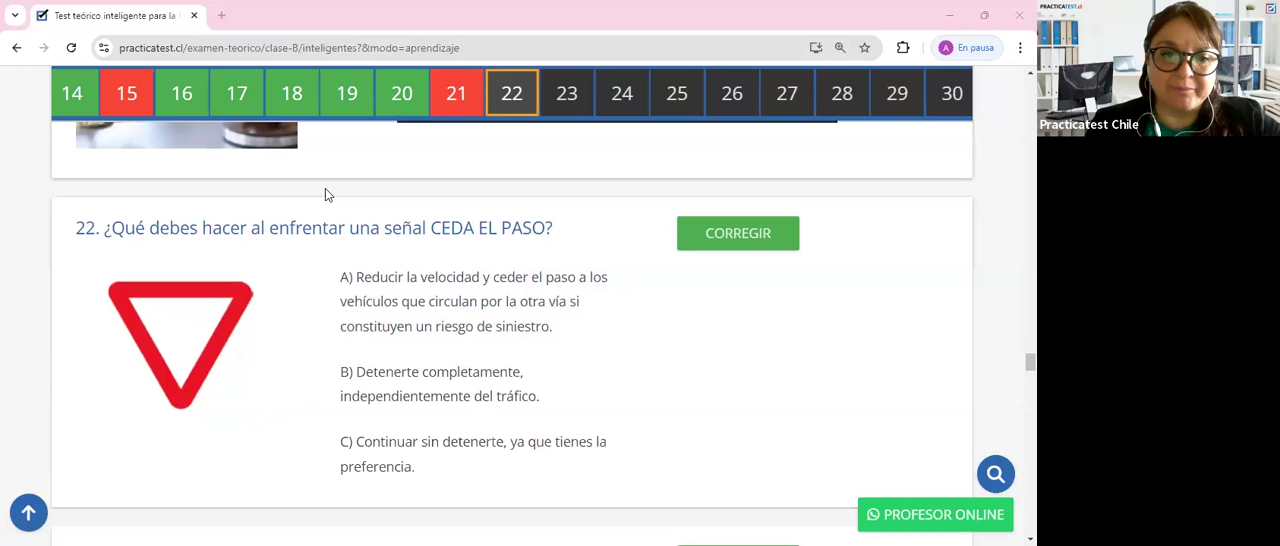 Test teórico inteligente para la
practicatest.cl/examen-teorico/clase-B/inteligentes?&modo=aprendizaje
A
En pausa
PRACTICATEST.cl
Practicatest Chile
14 15 16 17 18 19 20 21 22 23 24 25 26 27 28 29 30
22. ¿Qué debes hacer al enfrentar una señal CEDA EL PASO?
CORREGIR
A) Reducir la velocidad y ceder el paso a los
vehículos que circulan por la otra vía si
constituyen un riesgo de siniestro.
B) Detenerte completamente,
independientemente del tráfico.
C) Continuar sin detenerte, ya que tienes la
preferencia.
PROFESOR ONLINE